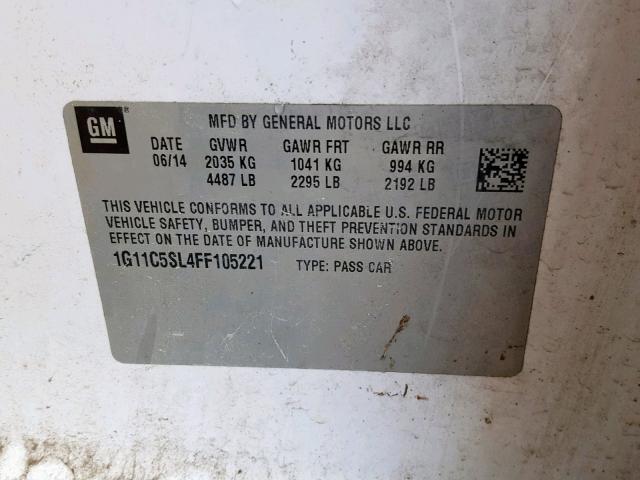 GM
MFD BY GENERAL MOTORS LLC
DATE GVWR GAWR FRT GAWR RR
06/14 2035 KG 1041 KG 994 KG
4487 LB 2295 LB 2192 LB
THIS VEHICLE CONFORMS TO ALL APPLICABLE U.S. FEDERAL MOTOR
VEHICLE SAFETY, BUMPER, AND THEFT PREVENTION STANDARDS IN
EFFECT ON THE DATE OF MANUFACTURE SHOWN ABOVE.
1G11C5SL4FF105221 TYPE: PASS CAR